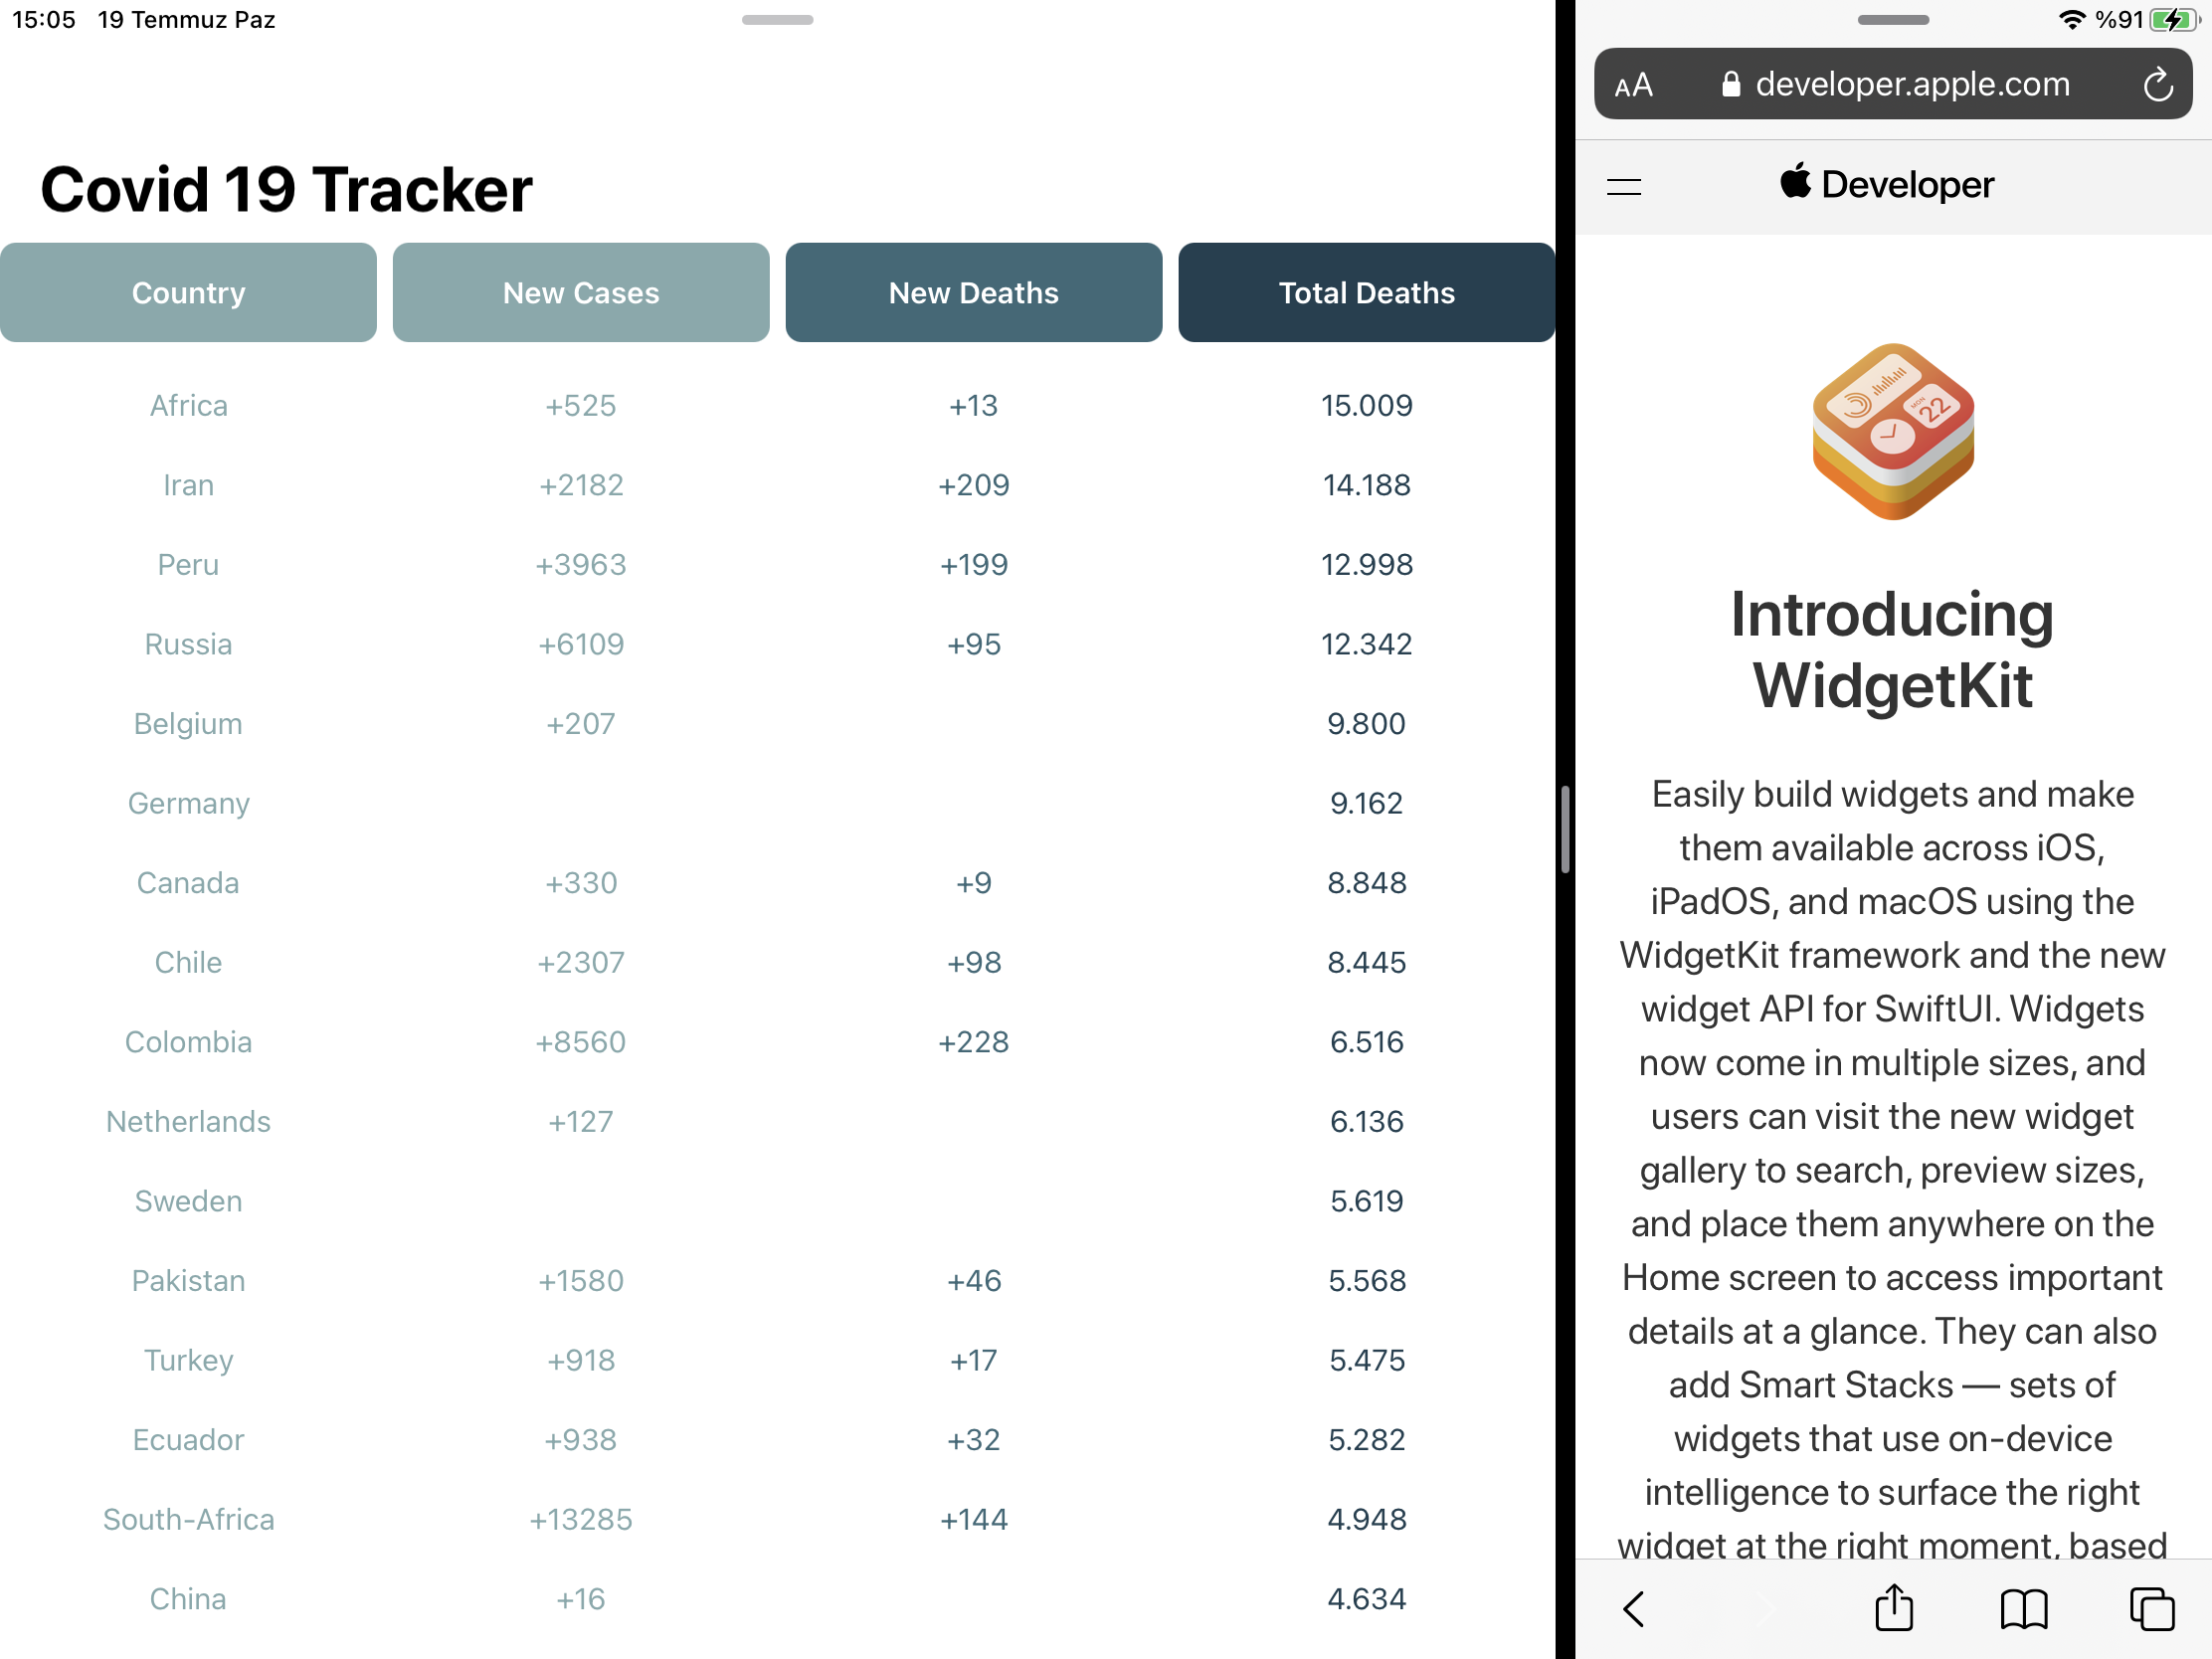 15:05 19 Temmuz Paz
Covid 19 Tracker
Country New Cases New Deaths Total Deaths
Africa +525 +13 15.009
Iran +2182 +209 14.188
Peru +3963 +199 12.998
Russia +6109 +95 12.342
Belgium +207 9.800
Germany 9.162
Canada +330 +9 8.848
Chile +2307 +98 8.445
Colombia +8560 +228 6.516
Netherlands +127 6.136
Sweden 5.619
Pakistan +1580 +46 5.568
Turkey +918 +17 5.475
Ecuador +938 +32 5.282
South-Africa +13285 +144 4.948
China +16 4.634
%91
AA developer.apple.com
Developer
MON
22
Introducing
WidgetKit
Easily build widgets and make
them available across iOS,
iPadOS, and macOS using the
WidgetKit framework and the new
widget API for SwiftUI. Widgets
now come in multiple sizes, and
users can visit the new widget
gallery to search, preview sizes,
and place them anywhere on the
Home screen to access important
details at a glance. They can also
add Smart Stacks — sets of
widgets that use on-device
intelligence to surface the right
widget at the right moment, based